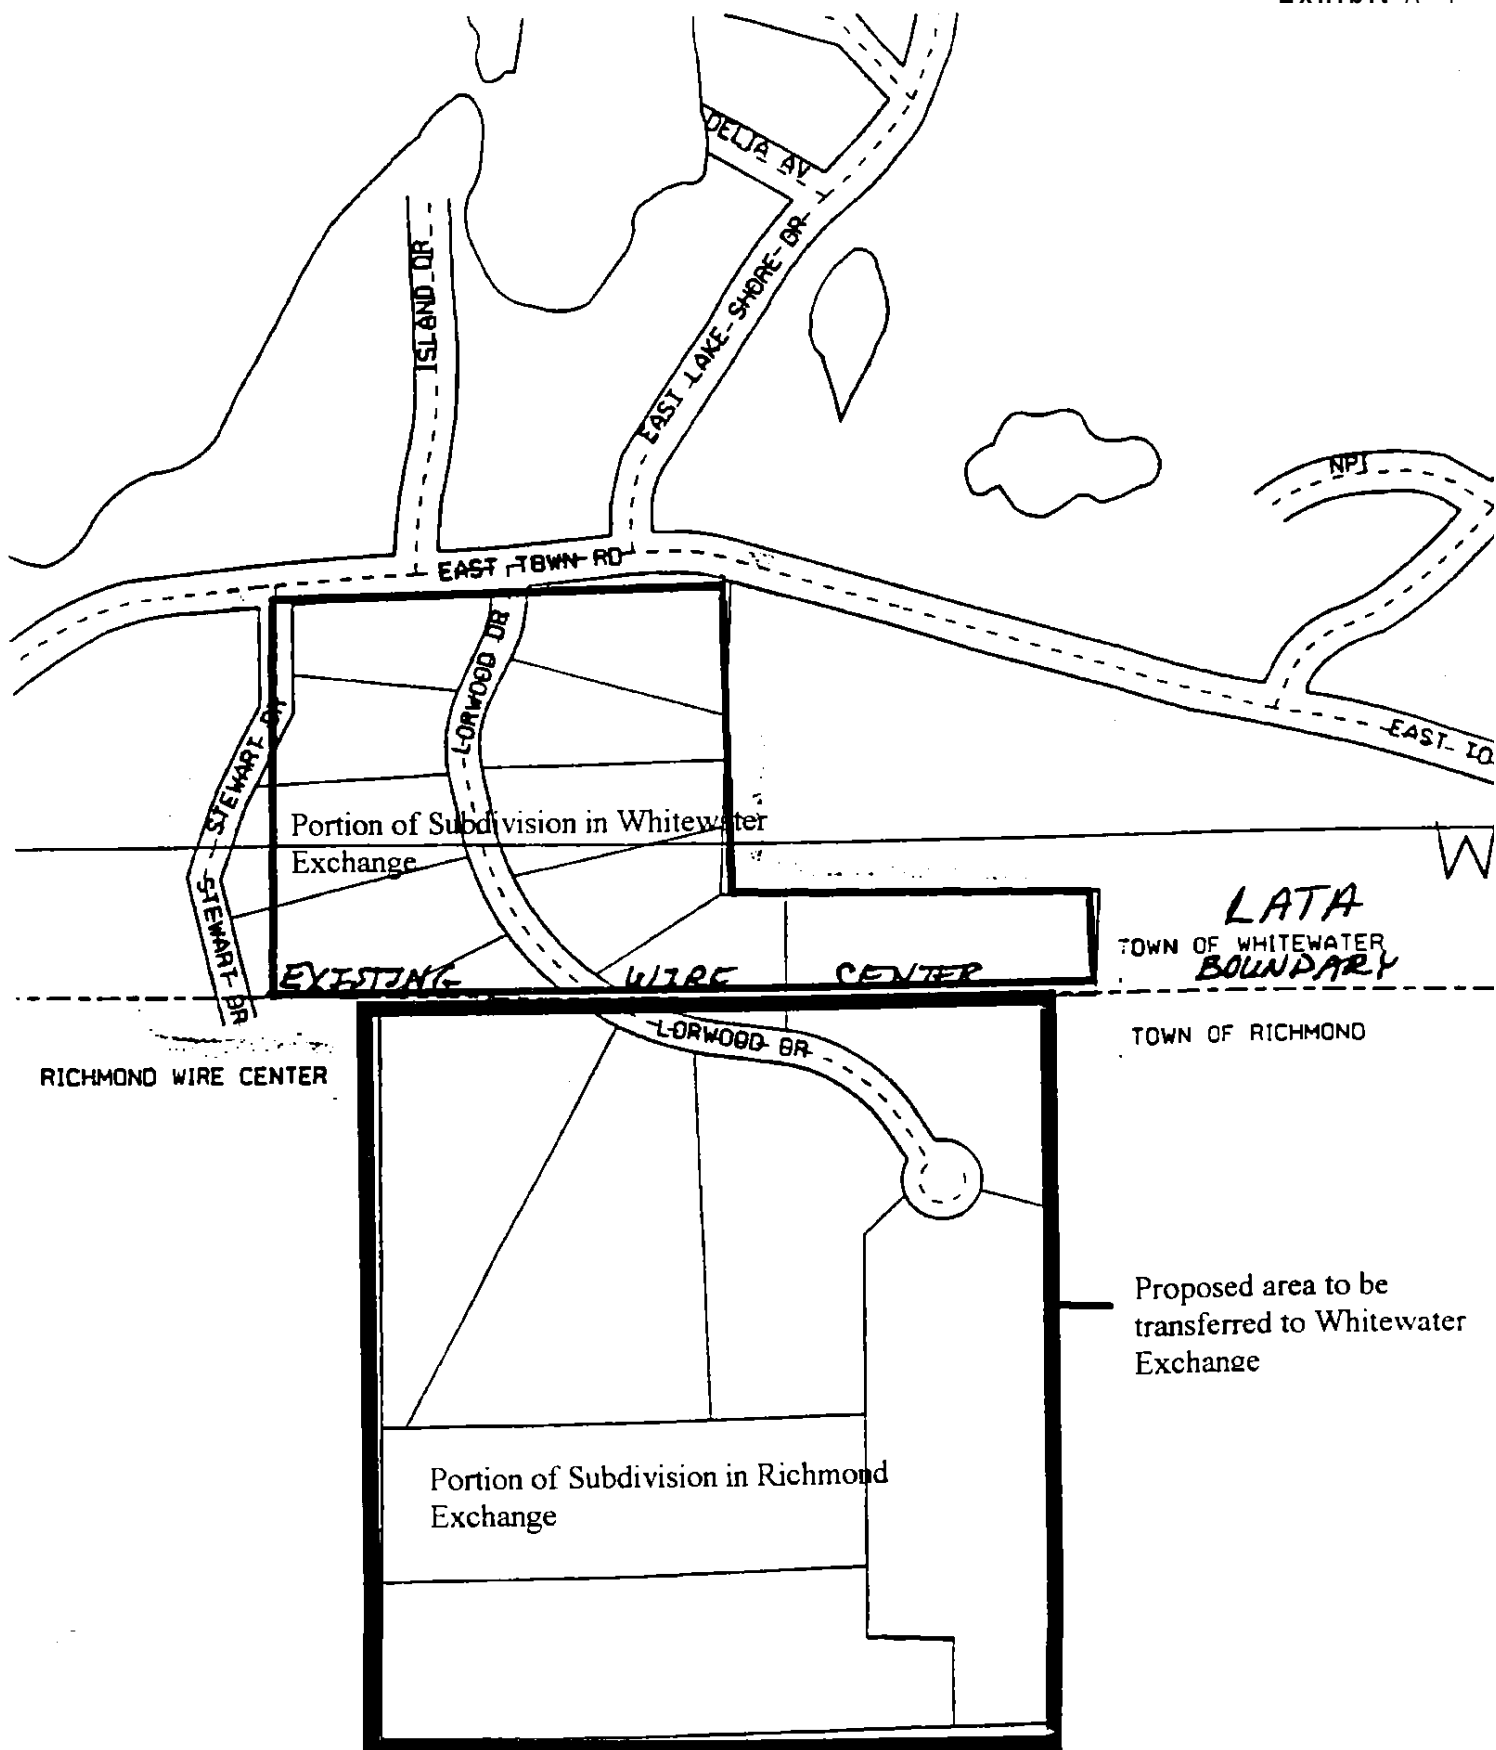 DELTA AV
ISLAND DR
EAST LAKE SHORE DR
NPI
EAST TOWN RD
LORWOOD DR
STEWART DR
EAST TO
Portion of Subdivision in Whitewater
Exchange
W
STEWART DR
LATA
TOWN OF WHITEWATER
EXISTING WIRE CENTER BOUNDARY
LORWOOD DR
TOWN OF RICHMOND
RICHMOND WIRE CENTER
Proposed area to be
transferred to Whitewater
Exchange
Portion of Subdivision in Richmond
Exchange